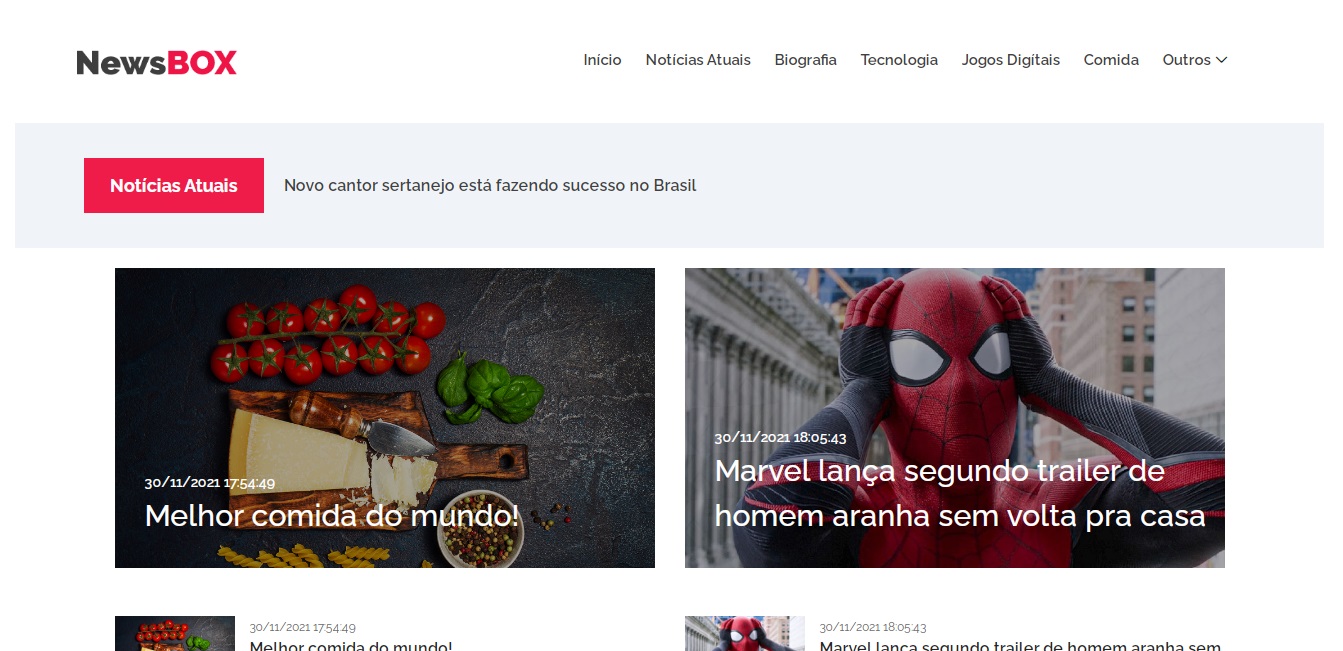 NewsBOX
Início Notícias Atuais Biografia Tecnologia Jogos Digítais Comida Outros
Notícias Atuais
Novo cantor sertanejo está fazendo sucesso no Brasil
30/11/2021 17:54:49
Melhor comida do mundo!
30/11/2021 18:05:43
Marvel lança segundo trailer de
homem aranha sem volta pra casa
30/11/2021 17:54:49
Melhor comida do mundo!
30/11/2021 18:05:43
Marvel lança segundo trailer de homem aranha sem